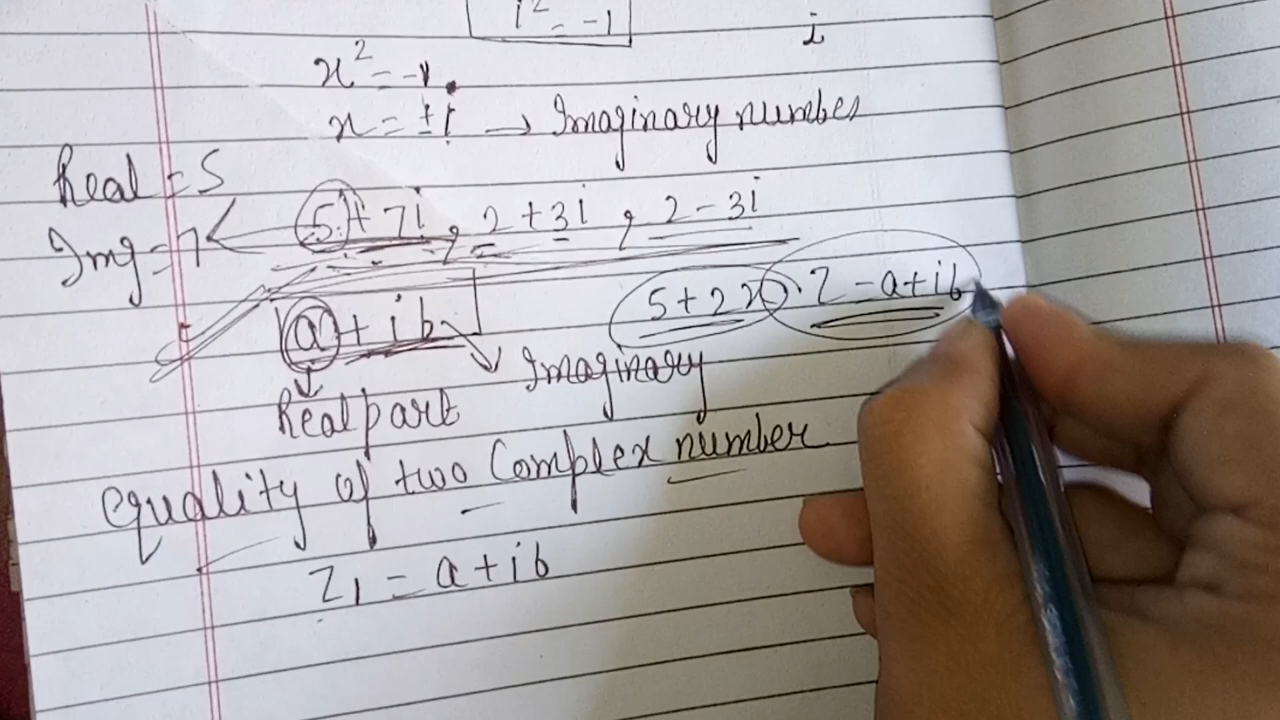 i² = -1
i
x² = -1
x = ±i → Imaginary number
Real = 5
5 + 7i , 2 + 3i , 2 - 3i
Img = 7
5 + 2x
Z = a + ib
a + ib
Imaginary
Real part
equality of two Complex number
Z₁ = a + ib